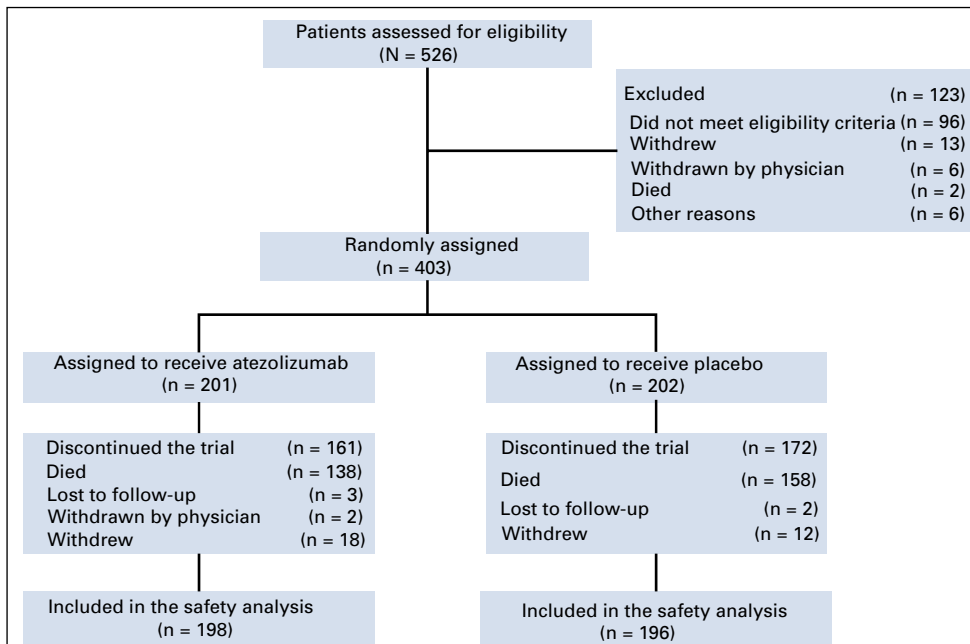 Patients assessed for eligibility
(N = 526)
Excluded (n = 123)
Did not meet eligibility criteria (n = 96)
Withdrew (n = 13)
Withdrawn by physician (n = 6)
Died (n = 2)
Other reasons (n = 6)
Randomly assigned
(n = 403)
Assigned to receive atezolizumab
(n = 201)
Discontinued the trial (n = 161)
Died (n = 138)
Lost to follow-up (n = 3)
Withdrawn by physician (n = 2)
Withdrew (n = 18)
Included in the safety analysis
(n = 198)
Assigned to receive placebo
(n = 202)
Discontinued the trial (n = 172)
Died (n = 158)
Lost to follow-up (n = 2)
Withdrew (n = 12)
Included in the safety analysis
(n = 196)